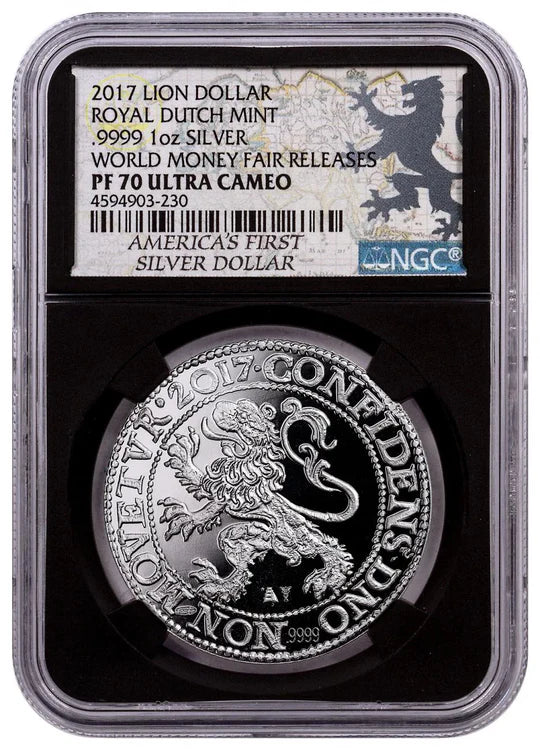 2017 LION DOLLAR
ROYAL DUTCH MINT
.9999 1oz SILVER
WORLD MONEY FAIR RELEASES
PF 70 ULTRA CAMEO
4594903-230
AMERICA'S FIRST
SILVER DOLLAR
NGC®
·2017·CONFIDENS·DNO
NON·MOVETVR·
AY
.9999